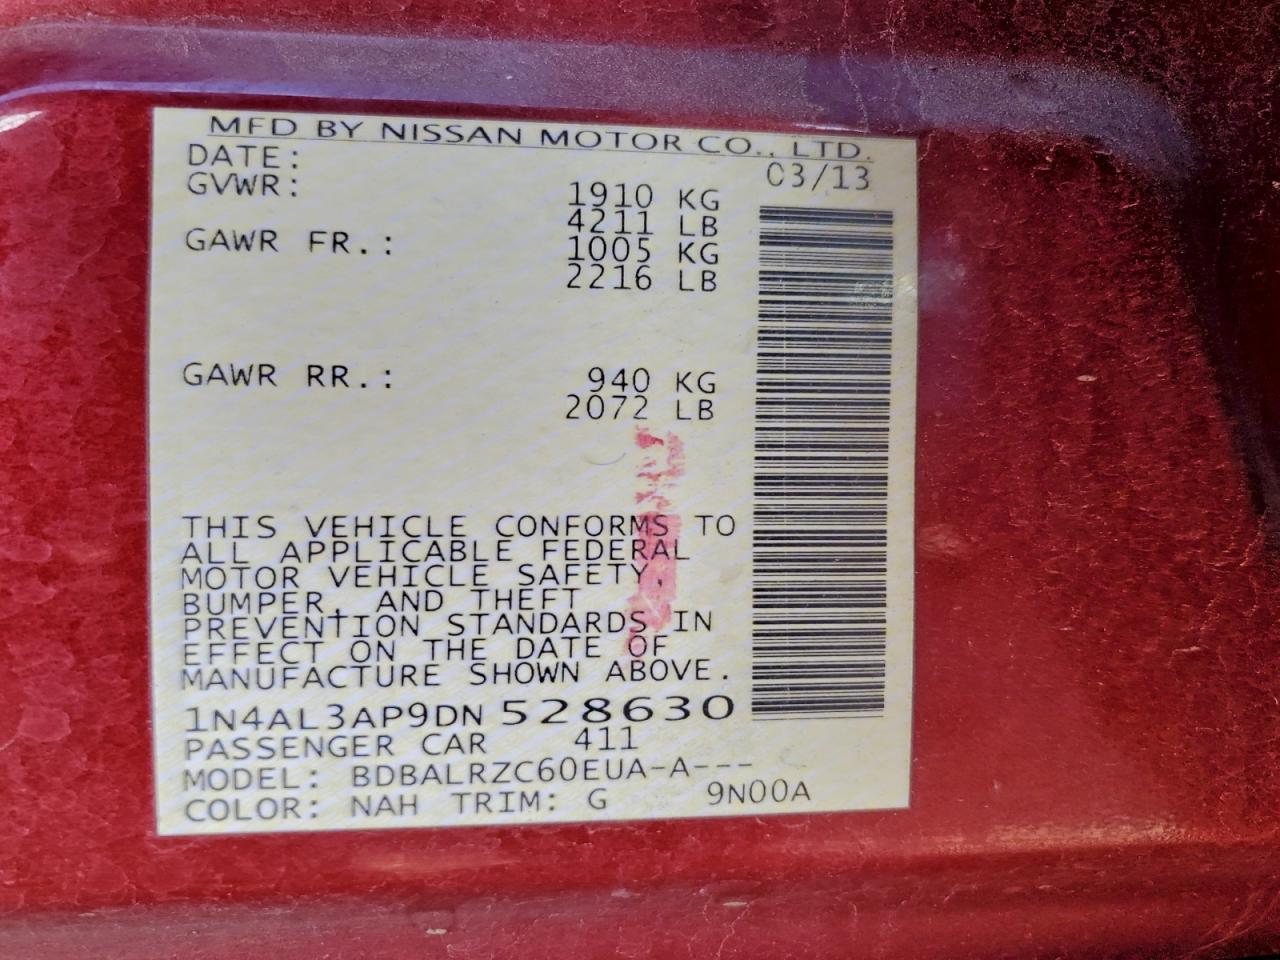 MFD BY NISSAN MOTOR CO., LTD.
DATE: 03/13
GVWR: 1910 KG
4211 LB
GAWR FR.: 1005 KG
2216 LB
GAWR RR.: 940 KG
2072 LB
THIS VEHICLE CONFORMS TO
ALL APPLICABLE FEDERAL
MOTOR VEHICLE SAFETY,
BUMPER, AND THEFT
PREVENTION STANDARDS IN
EFFECT ON THE DATE OF
MANUFACTURE SHOWN ABOVE.
1N4AL3AP9DN 528630
PASSENGER CAR 411
MODEL: BDBALRZC60EUA-A---
COLOR: NAH TRIM: G 9N00A